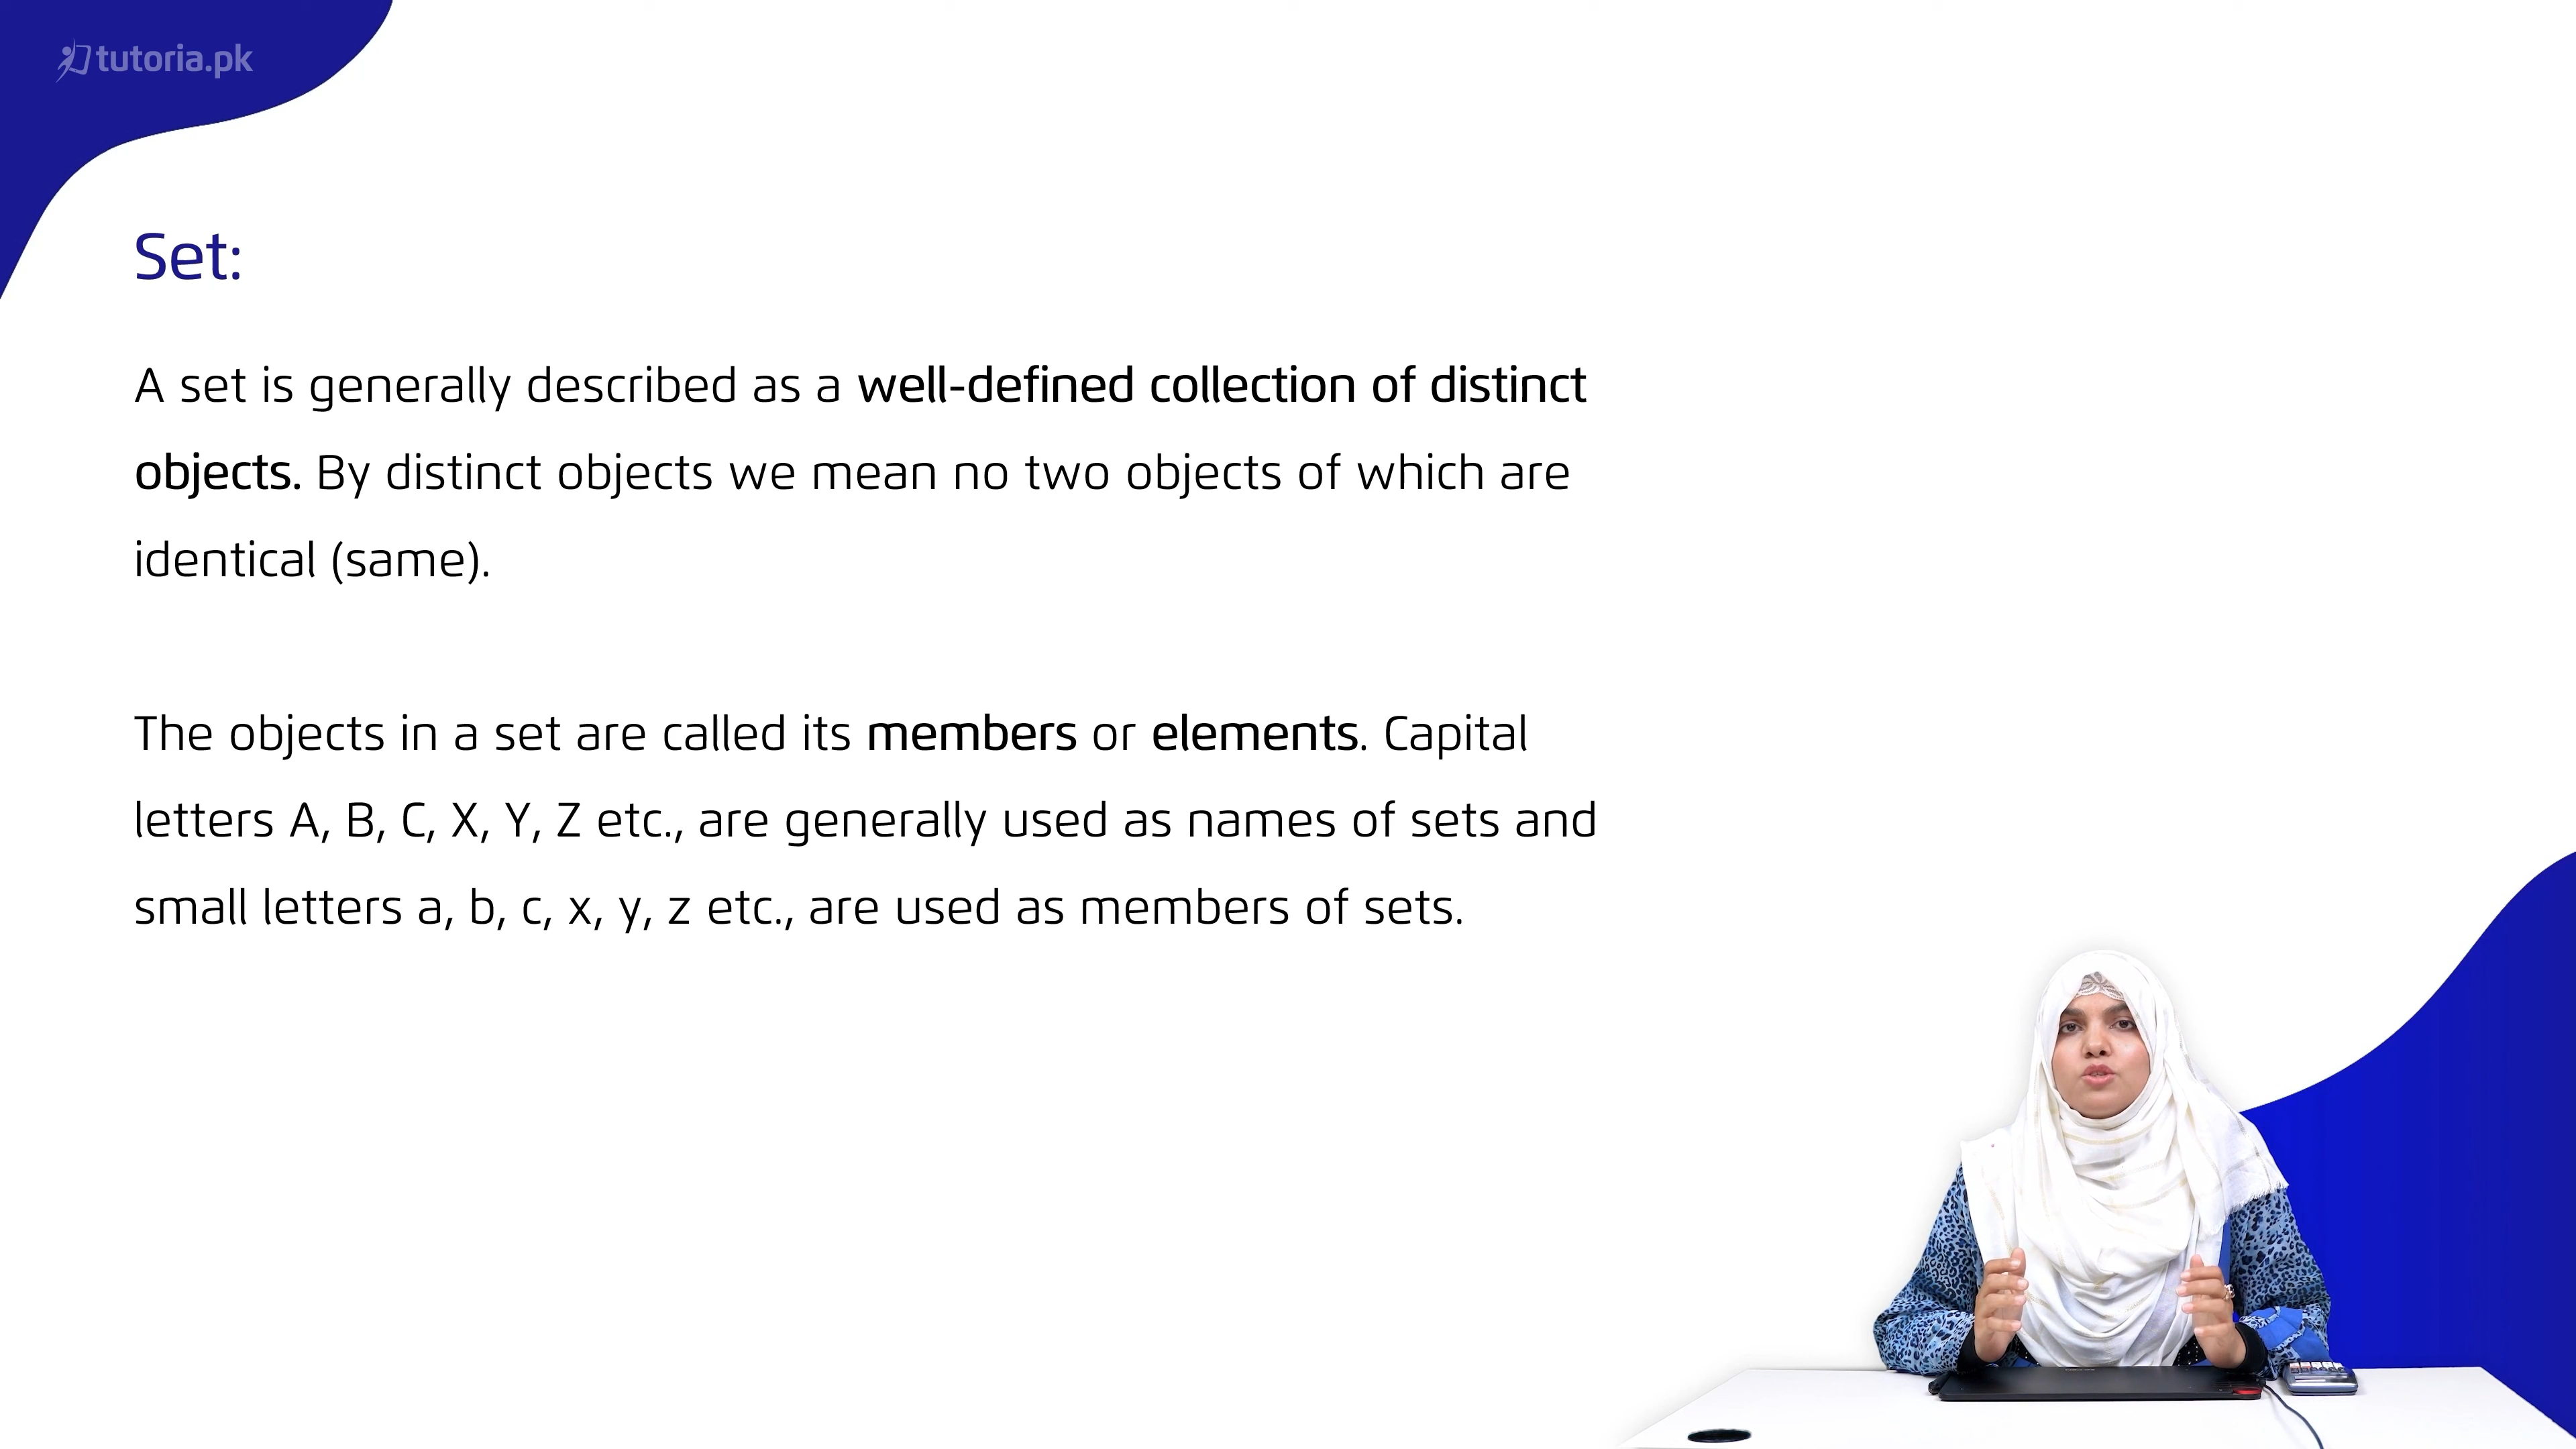 tutoria.pk
Set:
A set is generally described as a well-defined collection of distinct
objects. By distinct objects we mean no two objects of which are
identical (same).
The objects in a set are called its members or elements. Capital
letters A, B, C, X, Y, Z etc., are generally used as names of sets and
small letters a, b, c, x, y, z etc., are used as members of sets.